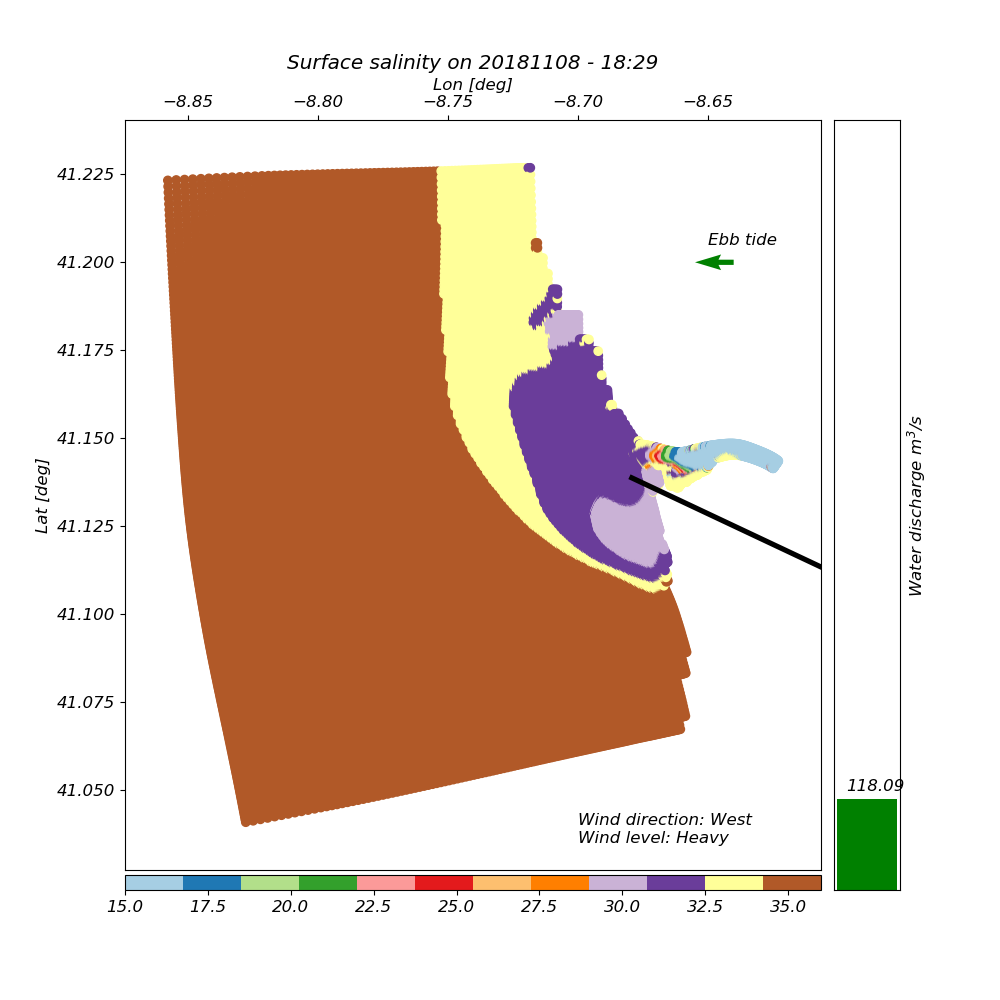 Surface salinity on 20181108 - 18:29
Lon [deg]
−8.85 −8.80 −8.75 −8.70 −8.65
41.225
41.200
41.175
41.150
41.125
41.100
41.075
41.050
Lat [deg]
Ebb tide
Wind direction: West
Wind level: Heavy
15.0 17.5 20.0 22.5 25.0 27.5 30.0 32.5 35.0
118.09
Water discharge m³/s